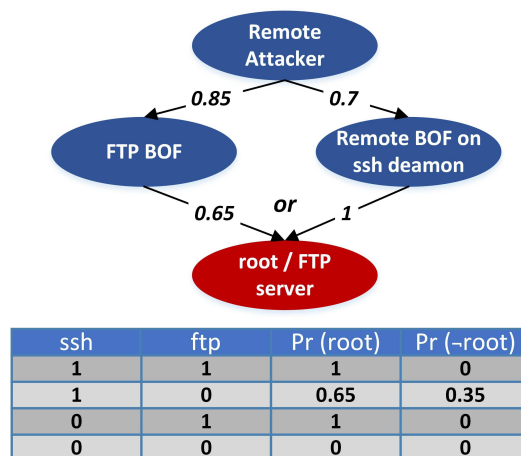 Remote
Attacker
0.85 0.7
FTP BOF
Remote BOF on
ssh deamon
0.65 or 1
root / FTP
server
ssh ftp Pr (root) Pr (¬root)
1 1 1 0
1 0 0.65 0.35
0 1 1 0
0 0 0 0